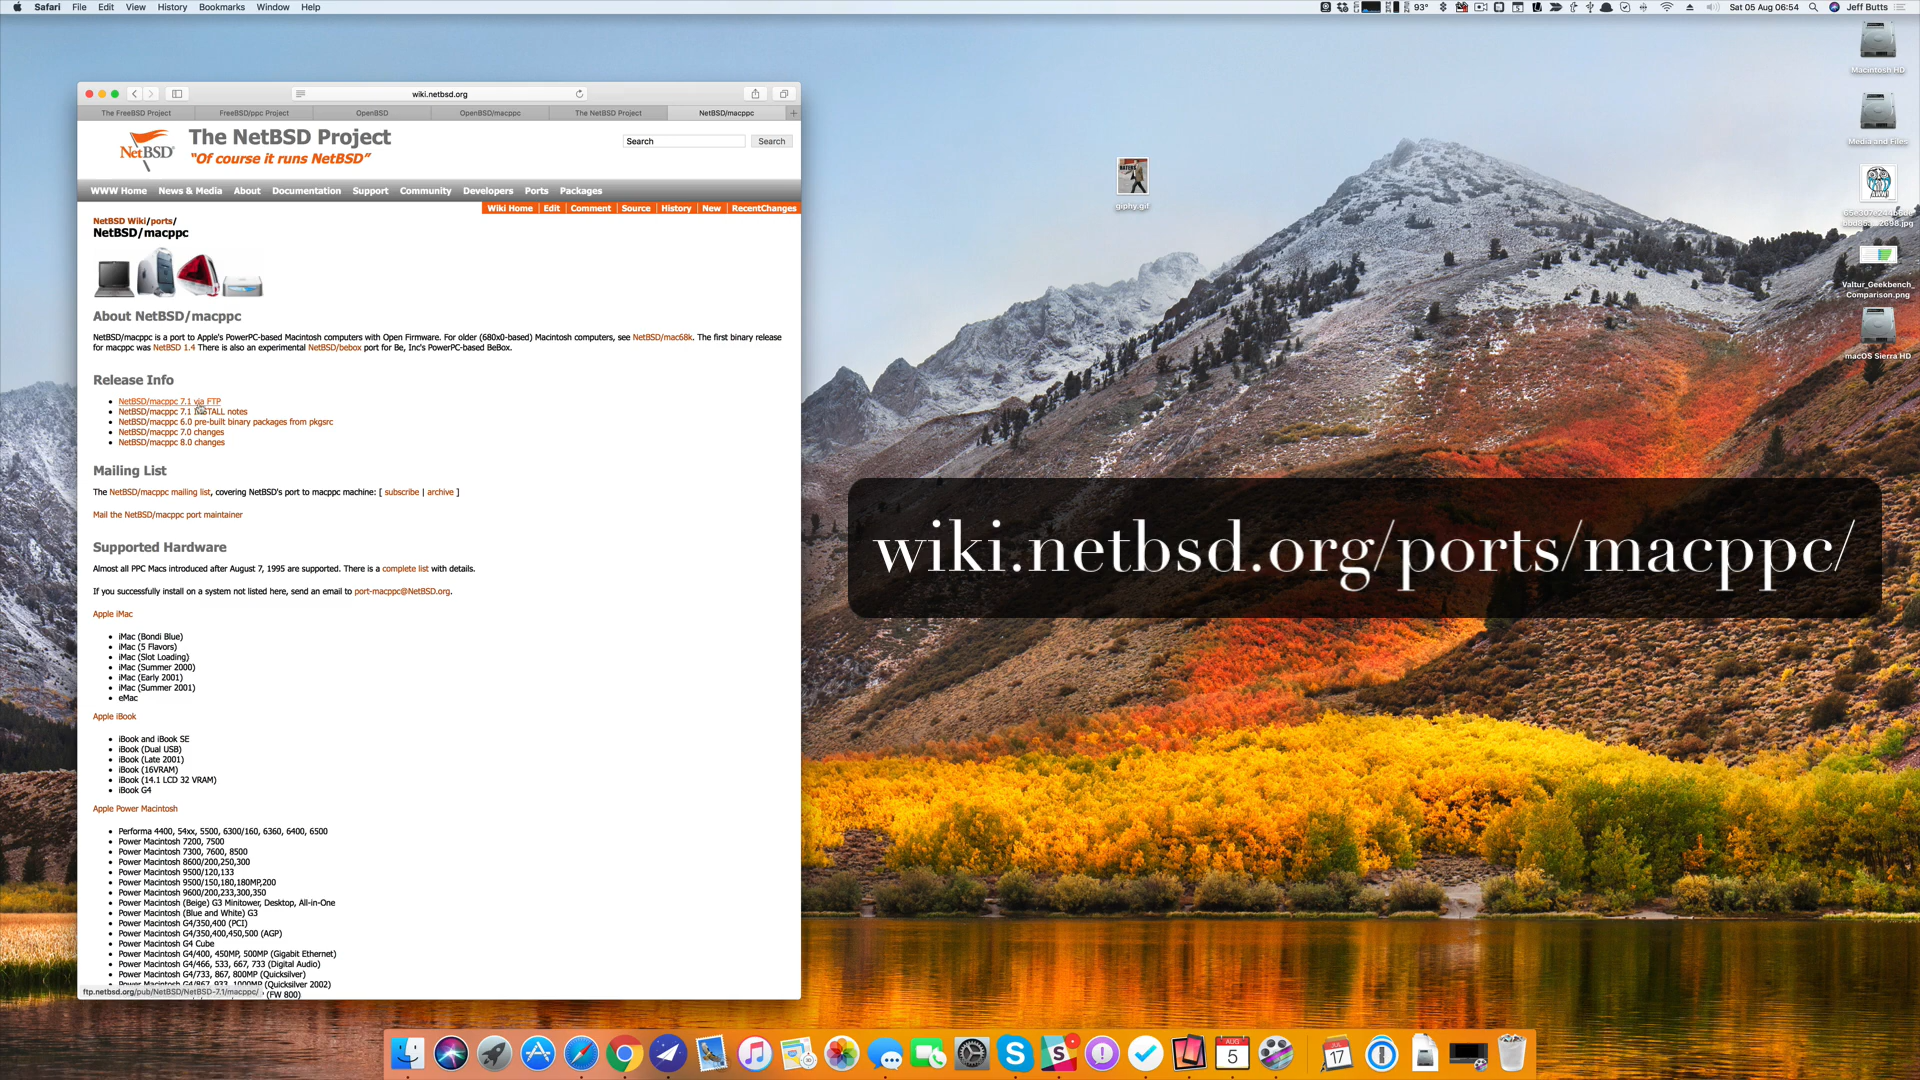 Safari File Edit View History Bookmarks Window Help
93° Sat 05 Aug 06:54 Jeff Butts
Macintosh HD
Media and Files
giphy.gif
Valtur_Geekbench_
Comparison.png
macOS Sierra HD
wiki.netbsd.org
The FreeBSD Project FreeBSD/ppc Project OpenBSD OpenBSD/macppc The NetBSD Project NetBSD/macppc
NetBSD
The NetBSD Project
“Of course it runs NetBSD”
Search Search
WWW Home News & Media About Documentation Support Community Developers Ports Packages
Wiki Home Edit Comment Source History New RecentChanges
NetBSD Wiki/ports/
NetBSD/macppc
About NetBSD/macppc
NetBSD/macppc is a port to Apple's PowerPC-based Macintosh computers with Open Firmware. For older (680x0-based) Macintosh computers, see NetBSD/mac68k. The first binary release
for macppc was NetBSD 1.4 There is also an experimental NetBSD/bebox port for Be, Inc's PowerPC-based BeBox.
Release Info
NetBSD/macppc 7.1 via FTP
NetBSD/macppc 7.1 INSTALL notes
NetBSD/macppc 6.0 pre-built binary packages from pkgsrc
NetBSD/macppc 7.0 changes
NetBSD/macppc 8.0 changes
Mailing List
The NetBSD/macppc mailing list, covering NetBSD's port to macppc machine: [ subscribe | archive ]
Mail the NetBSD/macppc port maintainer
Supported Hardware
Almost all PPC Macs introduced after August 7, 1995 are supported. There is a complete list with details.
If you successfully install on a system not listed here, send an email to port-macppc@NetBSD.org.
Apple iMac
iMac (Bondi Blue)
iMac (5 Flavors)
iMac (Slot Loading)
iMac (Summer 2000)
iMac (Early 2001)
iMac (Summer 2001)
eMac
Apple iBook
iBook and iBook SE
iBook (Dual USB)
iBook (Late 2001)
iBook (16VRAM)
iBook (14.1 LCD 32 VRAM)
iBook G4
Apple Power Macintosh
Performa 4400, 54xx, 5500, 6300/160, 6360, 6400, 6500
Power Macintosh 7200, 7500
Power Macintosh 7300, 7600, 8500
Power Macintosh 8600/200,250,300
Power Macintosh 9500/120,133
Power Macintosh 9500/150,180,180MP,200
Power Macintosh 9600/200,233,300,350
Power Macintosh (Beige) G3 Minitower, Desktop, All-in-One
Power Macintosh (Blue and White) G3
Power Macintosh G4/350,400 (PCI)
Power Macintosh G4/350,400,450,500 (AGP)
Power Macintosh G4 Cube
Power Macintosh G4/400, 450MP, 500MP (Gigabit Ethernet)
Power Macintosh G4/466, 533, 667, 733 (Digital Audio)
Power Macintosh G4/733, 867, 800MP (Quicksilver)
Power Macintosh G4/867, 933, 1000MP (Quicksilver 2002)
(FW 800)
ftp.netbsd.org/pub/NetBSD/NetBSD-7.1/macppc/
wiki.netbsd.org/ports/macppc/
AUG
5
JUL
17